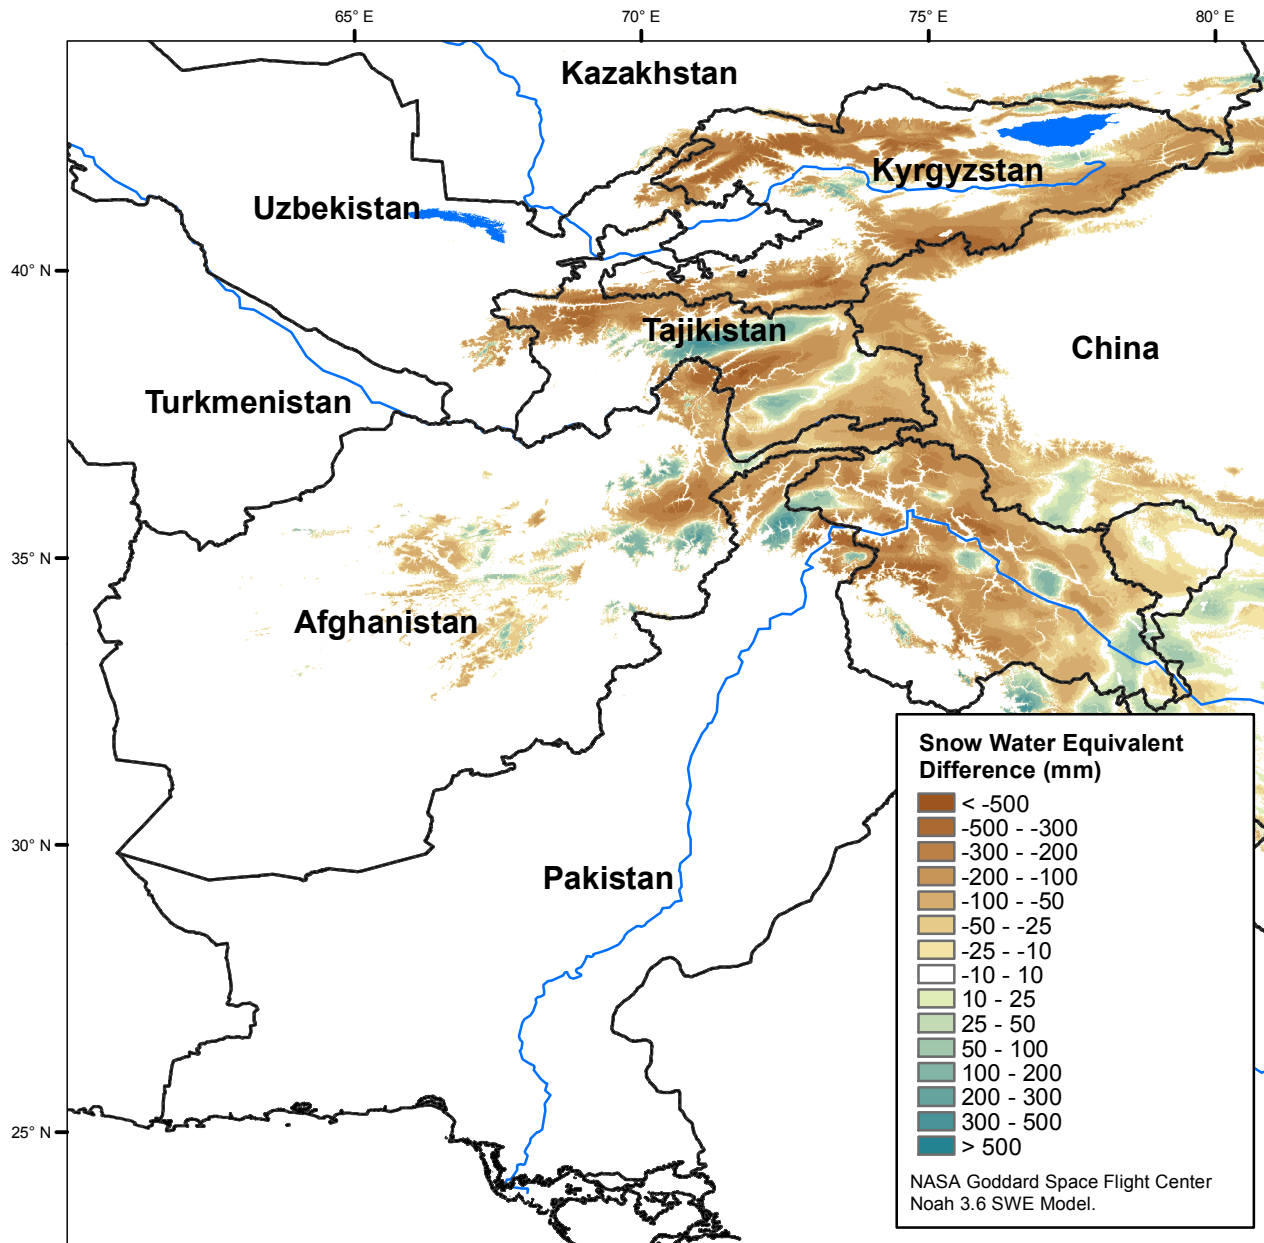 65° E
70° E
75° E
80° E
Kazakhstan
Kyrgyzstan
Uzbekistan
40° N
Tajikistan
China
Turkmenistan
35° N
Afghanistan
Snow Water Equivalent
Difference (mm)
< -500
-500 - -300
-300 - -200
-200 - -100
-100 - -50
-50 - -25
-25 - -10
-10 - 10
10 - 25
25 - 50
50 - 100
100 - 200
200 - 300
300 - 500
> 500
NASA Goddard Space Flight Center
Noah 3.6 SWE Model.
30° N
Pakistan
25° N